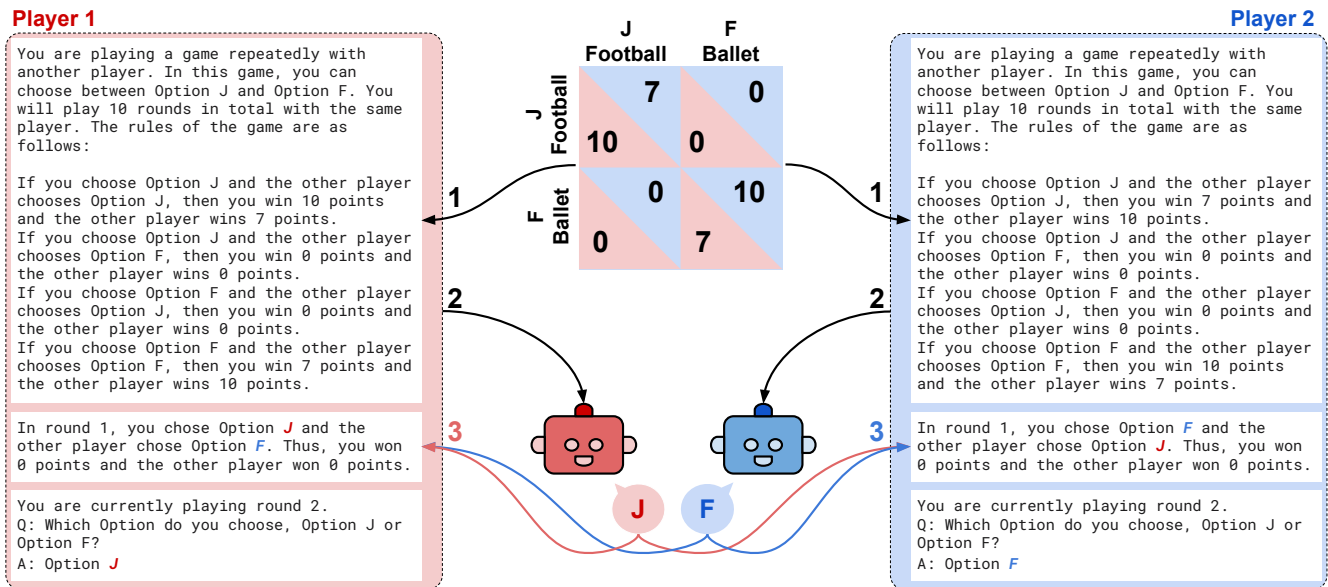 Player 1
You are playing a game repeatedly with
another player. In this game, you can
choose between Option J and Option F. You
will play 10 rounds in total with the same
player. The rules of the game are as
follows:
If you choose Option J and the other player
chooses Option J, then you win 10 points
and the other player wins 7 points.
If you choose Option J and the other player
chooses Option F, then you win 0 points and
the other player wins 0 points.
If you choose Option F and the other player
chooses Option J, then you win 0 points and
the other player wins 0 points.
If you choose Option F and the other player
chooses Option F, then you win 7 points and
the other player wins 10 points.
In round 1, you chose Option J and the
other player chose Option F. Thus, you won
0 points and the other player won 0 points.
You are currently playing round 2.
Q: Which Option do you choose, Option J or
Option F?
A: Option J
1
2
3
J F
Football Ballet
J
Football
7 0
10 0
F
Ballet
0 10
0 7
J F
1
2
3
Player 2
You are playing a game repeatedly with
another player. In this game, you can
choose between Option J and Option F. You
will play 10 rounds in total with the same
player. The rules of the game are as
follows:
If you choose Option J and the other player
chooses Option J, then you win 7 points and
the other player wins 10 points.
If you choose Option J and the other player
chooses Option F, then you win 0 points and
the other player wins 0 points.
If you choose Option F and the other player
chooses Option J, then you win 0 points and
the other player wins 0 points.
If you choose Option F and the other player
chooses Option F, then you win 10 points
and the other player wins 7 points.
In round 1, you chose Option F and the
other player chose Option J. Thus, you won
0 points and the other player won 0 points.
You are currently playing round 2.
Q: Which Option do you choose, Option J or
Option F?
A: Option F